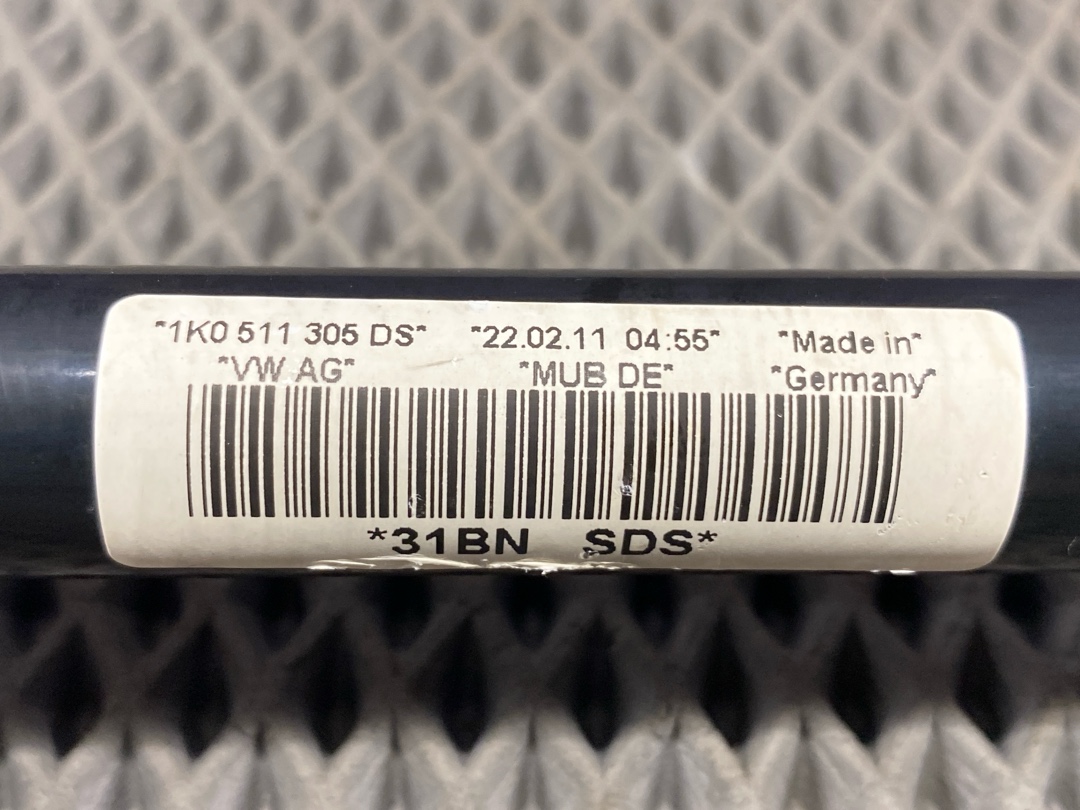 "1K0 511 305 DS" "22.02.11 04:55" "Made in"
"VW AG" "MUB DE" "Germany"
*31BN SDS*